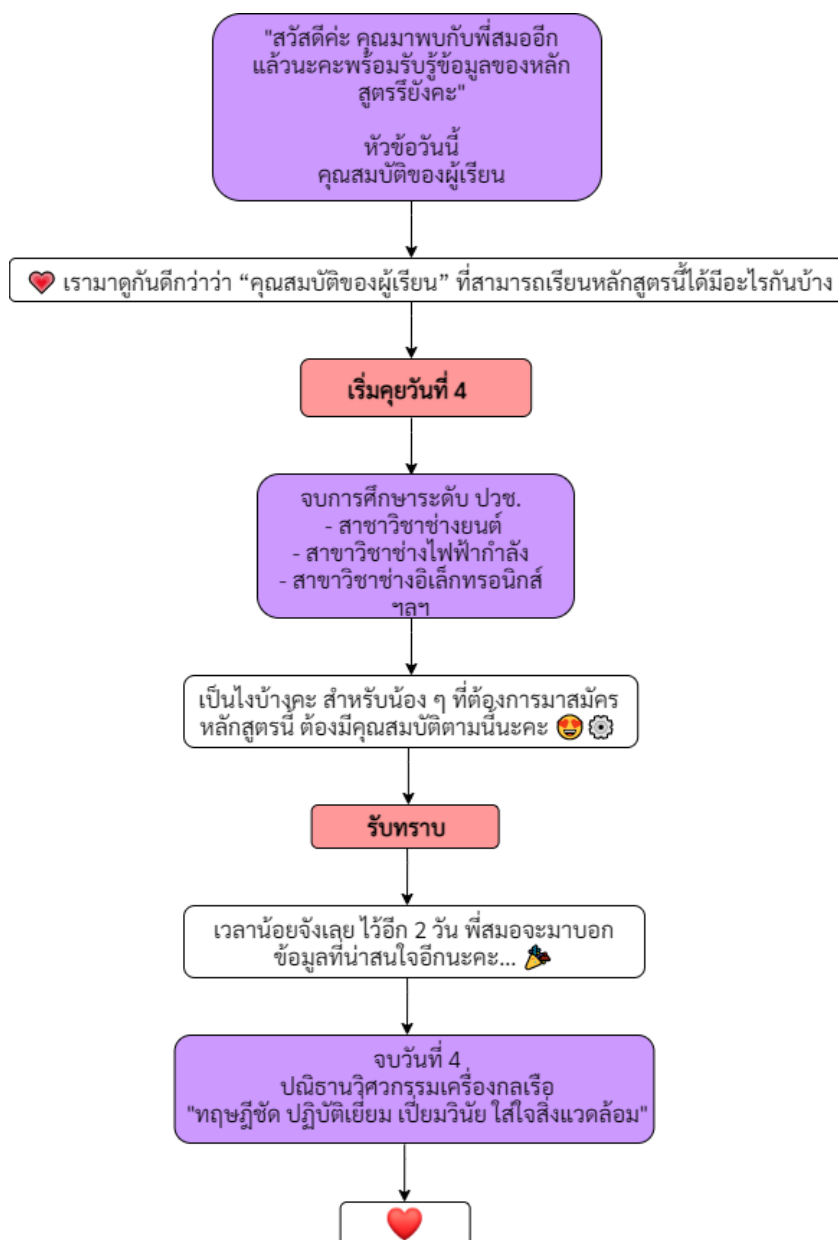 "สวัสดีค่ะ คุณมาพบกับพี่สมออีก
แล้วนะคะพร้อมรับรู้ข้อมูลของหลัก
สูตรรึยังคะ"
หัวข้อวันนี้
คุณสมบัติของผู้เรียน
เรามาดูกันดีกว่าว่า “คุณสมบัติของผู้เรียน” ที่สามารถเรียนหลักสูตรนี้ได้มีอะไรกันบ้าง
เริ่มคุยวันที่ 4
จบการศึกษาระดับ ปวช.
- สาชาวิชาช่างยนต์
- สาขาวิชาช่างไฟฟ้ากำลัง
- สาขาวิชาช่างอิเล็กทรอนิกส์
ฯลฯ
เป็นไงบ้างคะ สำหรับน้อง ๆ ที่ต้องการมาสมัคร
หลักสูตรนี้ ต้องมีคุณสมบัติตามนี้นะคะ 😍⚙️
รับทราบ
เวลาน้อยจังเลย ไว้อีก 2 วัน พี่สมอจะมาบอก
ข้อมูลที่น่าสนใจอีกนะคะ... 🎉
จบวันที่ 4
ปณิธานวิศวกรรมเครื่องกลเรือ
"ทฤษฎีชัด ปฏิบัติเยี่ยม เปี่ยมวินัย ใส่ใจสิ่งแวดล้อม"